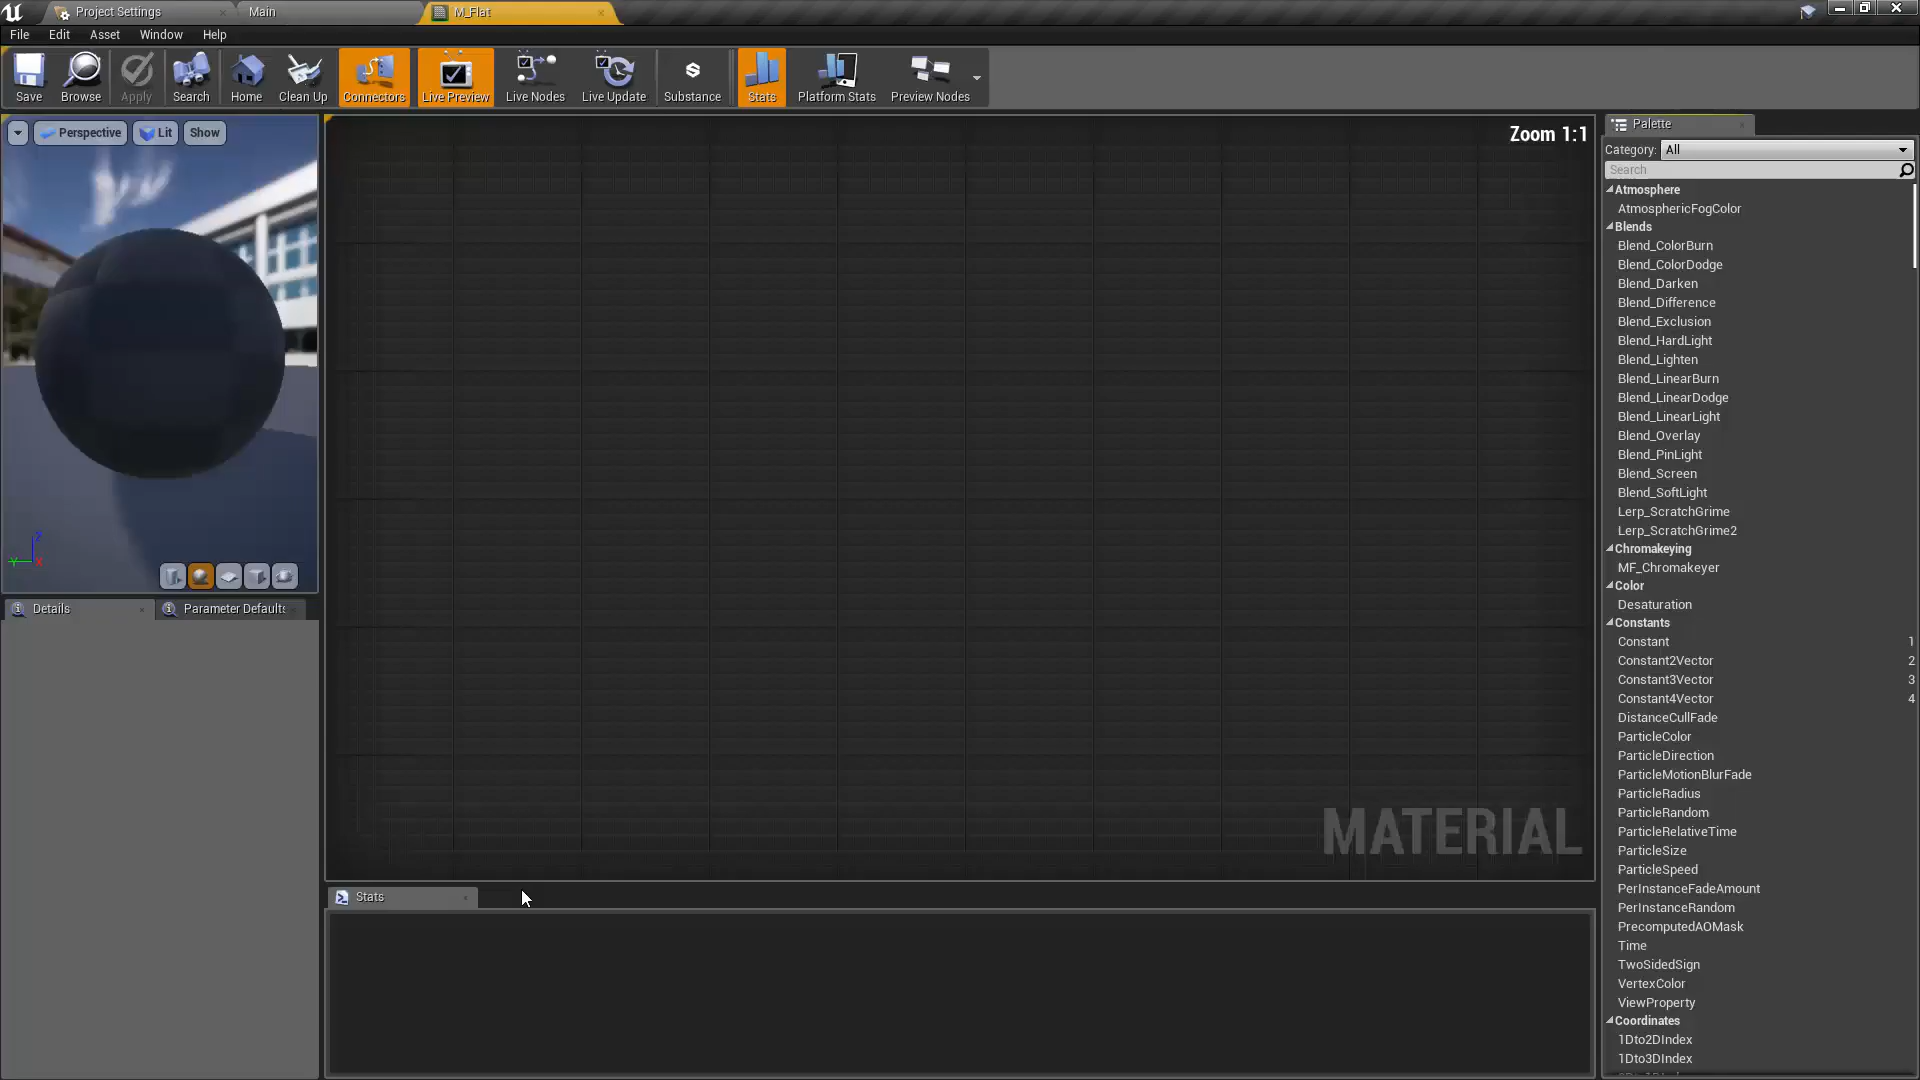 Project Settings
Main
M_Flat
File Edit Asset Window Help
Save
Browse
Apply
Search
Home
Clean Up
Connectors
Live Preview
Live Nodes
Live Update
Substance
Stats
Platform Stats
Preview Nodes
Perspective
Lit
Show
Zoom 1:1
MATERIAL
Z
Y
X
Details
Parameter Defaults
Stats
Palette
Category: All
Search
Atmosphere
AtmosphericFogColor
Blends
Blend_ColorBurn
Blend_ColorDodge
Blend_Darken
Blend_Difference
Blend_Exclusion
Blend_HardLight
Blend_Lighten
Blend_LinearBurn
Blend_LinearDodge
Blend_LinearLight
Blend_Overlay
Blend_PinLight
Blend_Screen
Blend_SoftLight
Lerp_ScratchGrime
Lerp_ScratchGrime2
Chromakeying
MF_Chromakeyer
Color
Desaturation
Constants
Constant 1
Constant2Vector 2
Constant3Vector 3
Constant4Vector 4
DistanceCullFade
ParticleColor
ParticleDirection
ParticleMotionBlurFade
ParticleRadius
ParticleRandom
ParticleRelativeTime
ParticleSize
ParticleSpeed
PerInstanceFadeAmount
PerInstanceRandom
PrecomputedAOMask
Time
TwoSidedSign
VertexColor
ViewProperty
Coordinates
1Dto2DIndex
1Dto3DIndex